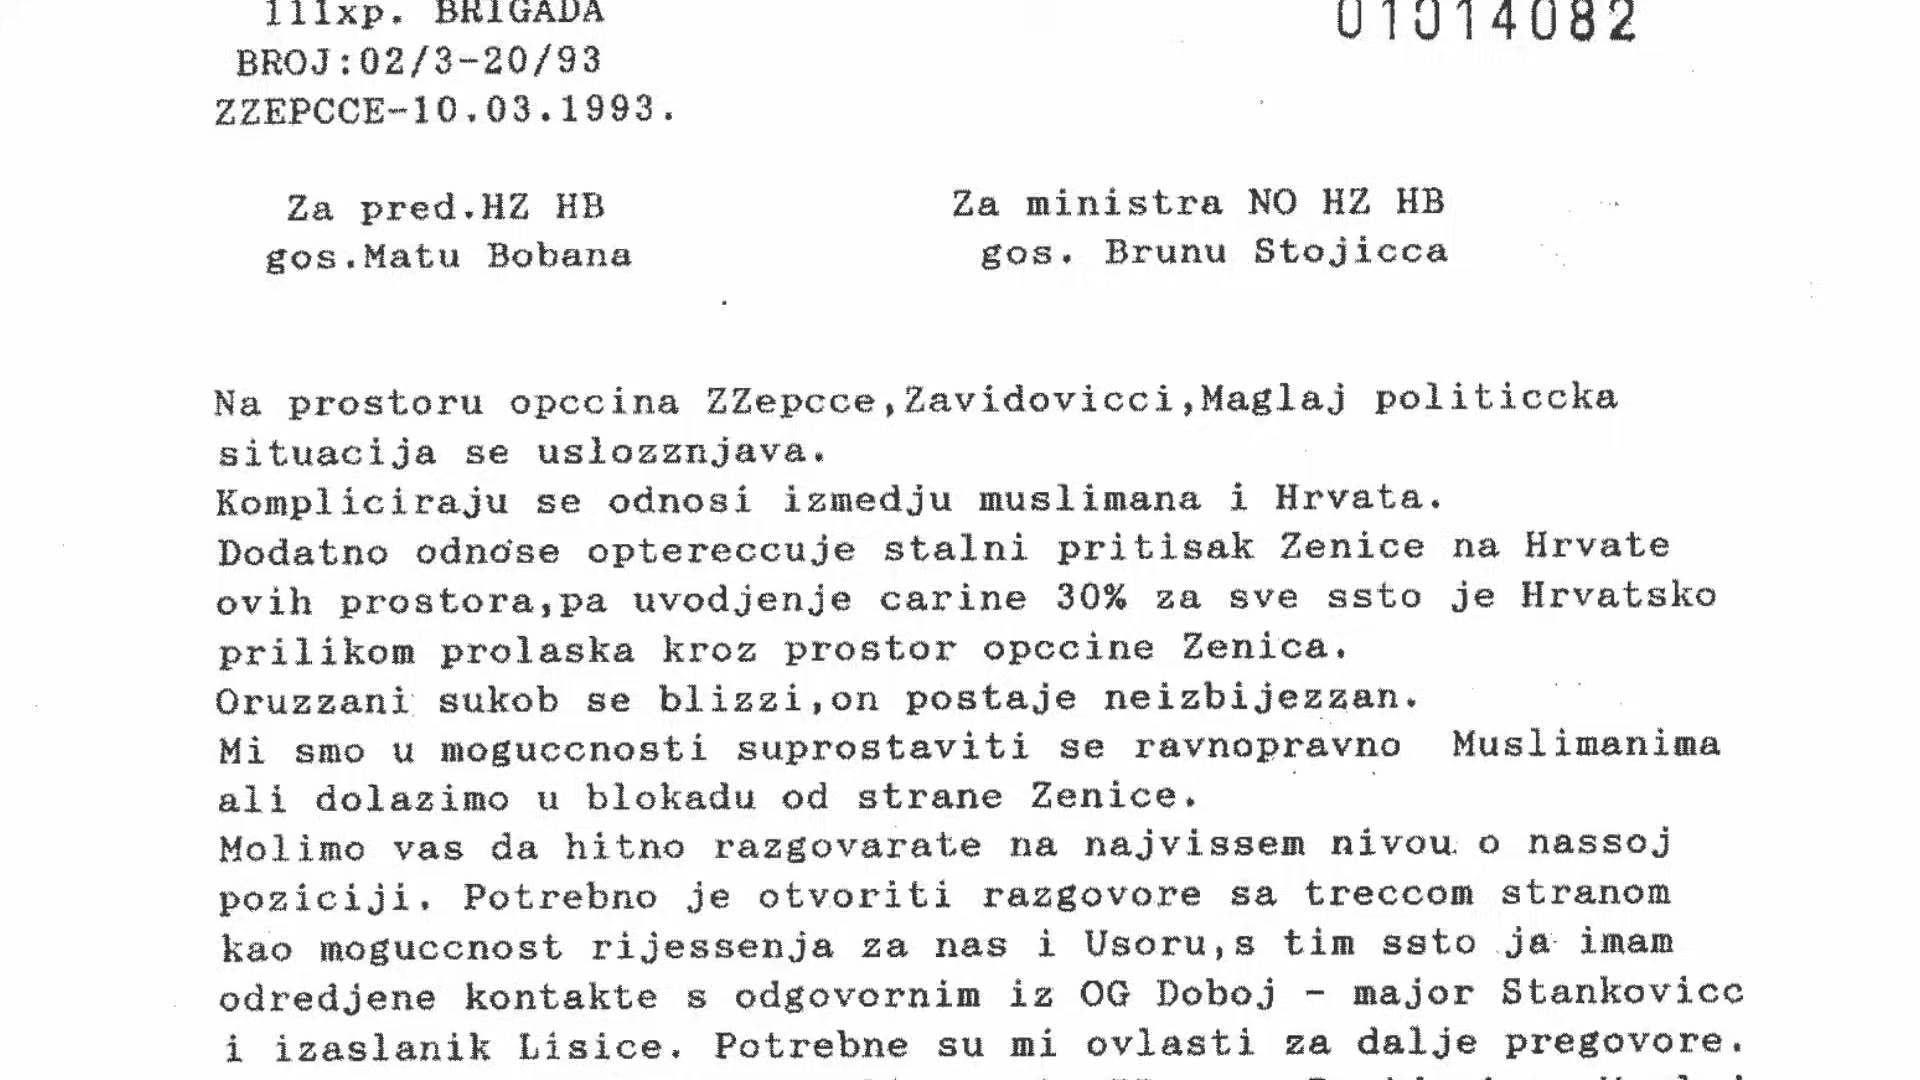 111xp. BRIGADA
01014082
BROJ:02/3-20/93
ZZEPCCE-10.03.1993.
Za pred.HZ HB
gos.Matu Bobana
Za ministra NO HZ HB
gos. Brunu Stojicca
Na prostoru opccina ZZepcce,Zavidovicci,Maglaj politiccka
situacija se uslozznjava.
Kompliciraju se odnosi izmedju muslimana i Hrvata.
Dodatno odnose optereccuje stalni pritisak Zenice na Hrvate
ovih prostora,pa uvodjenje carine 30% za sve ssto je Hrvatsko
prilikom prolaska kroz prostor opccine Zenica.
Oruzzani sukob se blizzi,on postaje neizbijezzan.
Mi smo u moguccnosti suprostaviti se ravnopravno Muslimanima
ali dolazimo u blokadu od strane Zenice.
Molimo vas da hitno razgovarate na najvissem nivou o nassoj
poziciji. Potrebno je otvoriti razgovore sa treccom stranom
kao moguccnost rijessenja za nas i Usoru,s tim ssto ja imam
odredjene kontakte s odgovornim iz OG Doboj - major Stankovicc
i izaslanik Lisice. Potrebne su mi ovlasti za dalje pregovore.